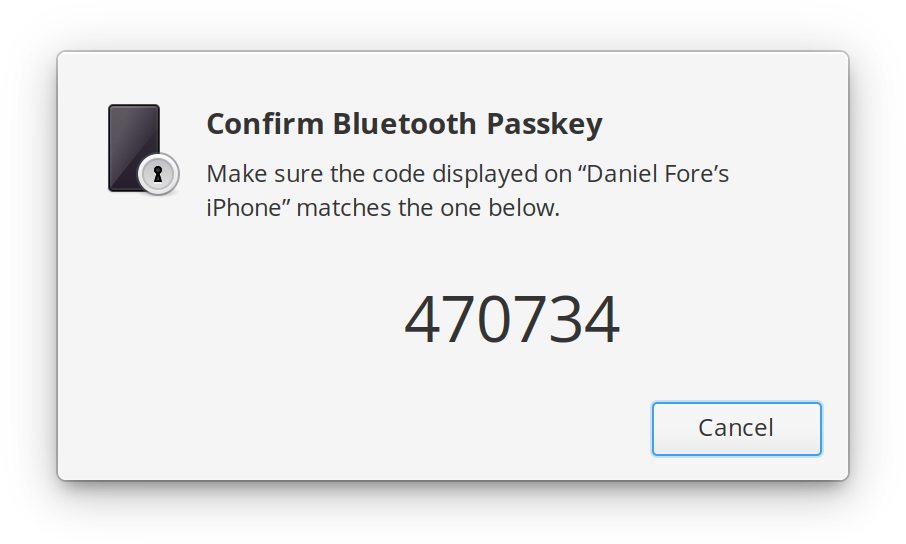 Confirm Bluetooth Passkey
Make sure the code displayed on “Daniel Fore’s
iPhone” matches the one below.
470734
Cancel